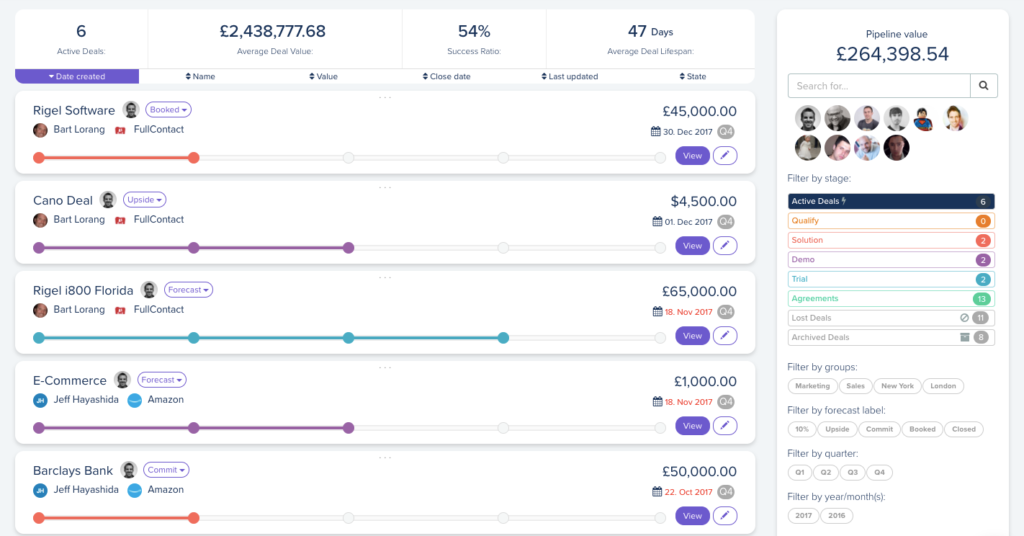 6
Active Deals:
£2,438,777.68
Average Deal Value:
54%
Success Ratio:
47 Days
Average Deal Lifespan:
Date created Name Value Close date Last updated State
Rigel Software Booked £45,000.00
Bart Lorang FullContact 30. Dec 2017 Q4
View
Cano Deal Upside $4,500.00
Bart Lorang FullContact 01. Dec 2017 Q4
View
Rigel i800 Florida Forecast £65,000.00
Bart Lorang FullContact 18. Nov 2017 Q4
View
E-Commerce Forecast £1,000.00
JH Jeff Hayashida Amazon 18. Nov 2017 Q4
View
Barclays Bank Commit £50,000.00
JH Jeff Hayashida Amazon 22. Oct 2017 Q4
View
Pipeline value
£264,398.54
Search for...
Filter by stage:
Active Deals 6
Qualify 0
Solution 2
Demo 2
Trial 2
Agreements 13
Lost Deals 11
Archived Deals 8
Filter by groups:
Marketing Sales New York London
Filter by forecast label:
10% Upside Commit Booked Closed
Filter by quarter:
Q1 Q2 Q3 Q4
Filter by year/month(s):
2017 2016